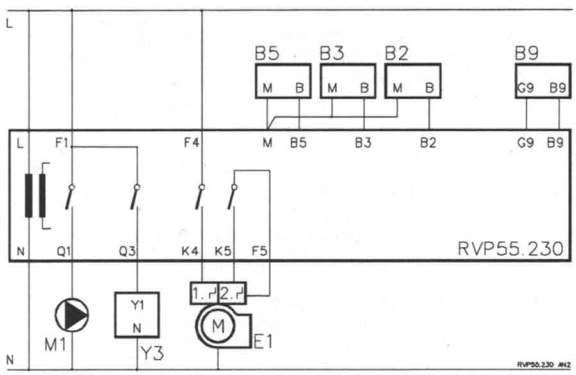 L
B5 B3 B2 B9
M B M B M B G9 B9
L F1 F4 M B5 B3 B2 G9 B9
N Q1 Q3 K4 K5 F5 RVP55.230
1. 2.
Y1
N
M
M1 Y3 E1
N
RVP55.230 AN2